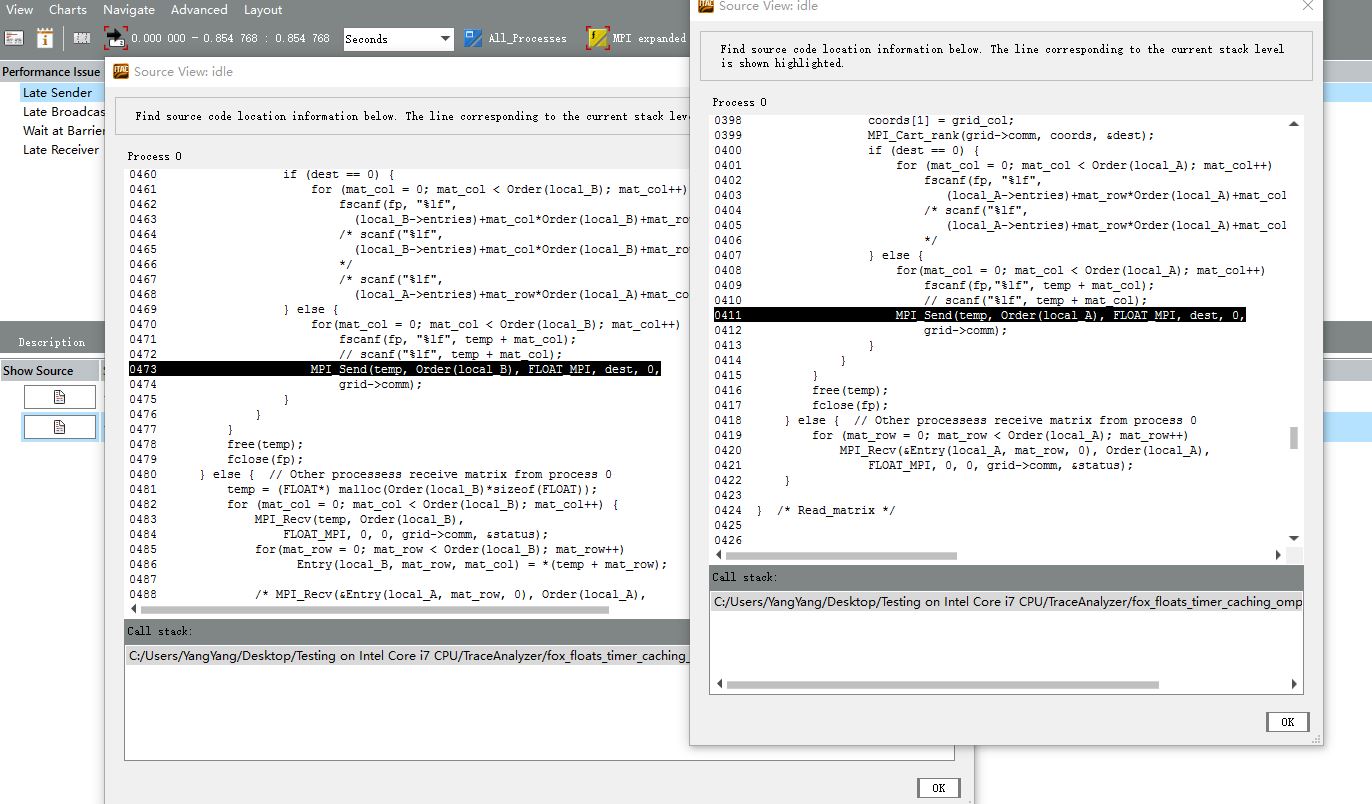 View Charts Navigate Advanced Layout
0.000 000 - 0.854 768 : 0.854 768 Seconds All_Processes MPI expanded
Performance Issue
Late Sender
Late Broadcas
Wait at Barrier
Late Receiver
Description
Show Source
Source View: idle
Find source code location information below. The line corresponding to the current stack leve
Process 0
0460 if (dest == 0) {
0461 for (mat_col = 0; mat_col < Order(local_B); mat_col++)
0462 fscanf(fp, "%lf",
0463 (local_B->entries)+mat_col*Order(local_B)+mat_row
0464 /* scanf("%lf",
0465 (local_B->entries)+mat_col*Order(local_B)+mat_row
0466 */
0467 /* scanf("%lf",
0468 (local_A->entries)+mat_row*Order(local_A)+mat_co
0469 } else {
0470 for(mat_col = 0; mat_col < Order(local_B); mat_col++)
0471 fscanf(fp, "%lf", temp + mat_col);
0472 // scanf("%lf", temp + mat_col);
0473 MPI_Send(temp, Order(local_B), FLOAT_MPI, dest, 0,
0474 grid->comm);
0475 }
0476 }
0477 }
0478 free(temp);
0479 fclose(fp);
0480 } else { // Other processess receive matrix from process 0
0481 temp = (FLOAT*) malloc(Order(local_B)*sizeof(FLOAT));
0482 for (mat_col = 0; mat_col < Order(local_B); mat_col++) {
0483 MPI_Recv(temp, Order(local_B),
0484 FLOAT_MPI, 0, 0, grid->comm, &status);
0485 for(mat_row = 0; mat_row < Order(local_B); mat_row++)
0486 Entry(local_B, mat_row, mat_col) = *(temp + mat_row);
0487
0488 /* MPI_Recv(&Entry(local_A, mat_row, 0), Order(local_A),
Call stack:
C:/Users/YangYang/Desktop/Testing on Intel Core i7 CPU/TraceAnalyzer/fox_floats_timer_caching_
OK
Source View: idle
Find source code location information below. The line corresponding to the current stack level
is shown highlighted.
Process 0
0398 coords[1] = grid_col;
0399 MPI_Cart_rank(grid->comm, coords, &dest);
0400 if (dest == 0) {
0401 for (mat_col = 0; mat_col < Order(local_A); mat_col++)
0402 fscanf(fp, "%lf",
0403 (local_A->entries)+mat_row*Order(local_A)+mat_col
0404 /* scanf("%lf",
0405 (local_A->entries)+mat_row*Order(local_A)+mat_col
0406 */
0407 } else {
0408 for(mat_col = 0; mat_col < Order(local_A); mat_col++)
0409 fscanf(fp,"%lf", temp + mat_col);
0410 // scanf("%lf", temp + mat_col);
0411 MPI_Send(temp, Order(local_A), FLOAT_MPI, dest, 0,
0412 grid->comm);
0413 }
0414 }
0415 }
0416 free(temp);
0417 fclose(fp);
0418 } else { // Other processess receive matrix from process 0
0419 for (mat_row = 0; mat_row < Order(local_A); mat_row++)
0420 MPI_Recv(&Entry(local_A, mat_row, 0), Order(local_A),
0421 FLOAT_MPI, 0, 0, grid->comm, &status);
0422 }
0423
0424 } /* Read_matrix */
0425
0426
Call stack:
C:/Users/YangYang/Desktop/Testing on Intel Core i7 CPU/TraceAnalyzer/fox_floats_timer_caching_omp
OK